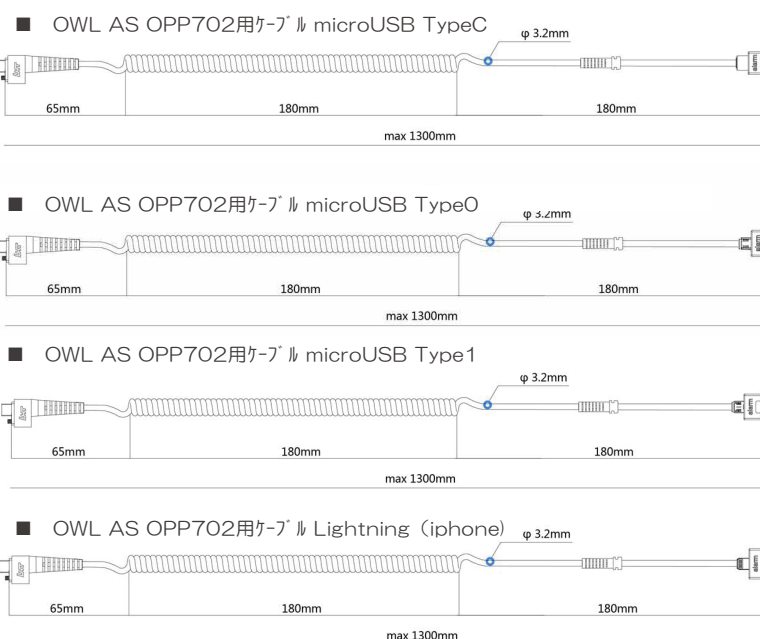 ■ OWL AS OPP702用ｹｰﾌﾞﾙ microUSB TypeC
φ 3.2mm
alarm
65mm 180mm 180mm
max 1300mm
■ OWL AS OPP702用ｹｰﾌﾞﾙ microUSB Type0
φ 3.2mm
alarm
65mm 180mm 180mm
max 1300mm
■ OWL AS OPP702用ｹｰﾌﾞﾙ microUSB Type1
φ 3.2mm
alarm
65mm 180mm 180mm
max 1300mm
■ OWL AS OPP702用ｹｰﾌﾞﾙ Lightning（iphone)
φ 3.2mm
alarm
65mm 180mm 180mm
max 1300mm